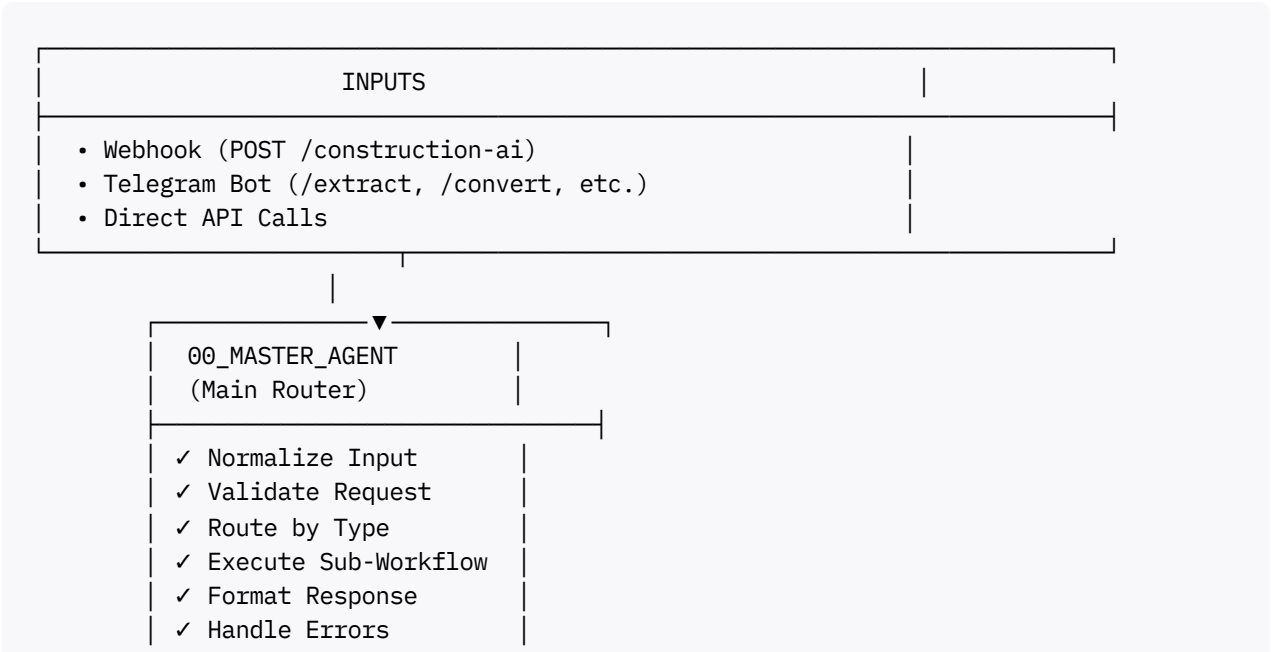 INPUTS
• Webhook (POST /construction-ai)
• Telegram Bot (/extract, /convert, etc.)
• Direct API Calls
00_MASTER_AGENT
(Main Router)
✓ Normalize Input
✓ Validate Request
✓ Route by Type
✓ Execute Sub-Workflow
✓ Format Response
✓ Handle Errors